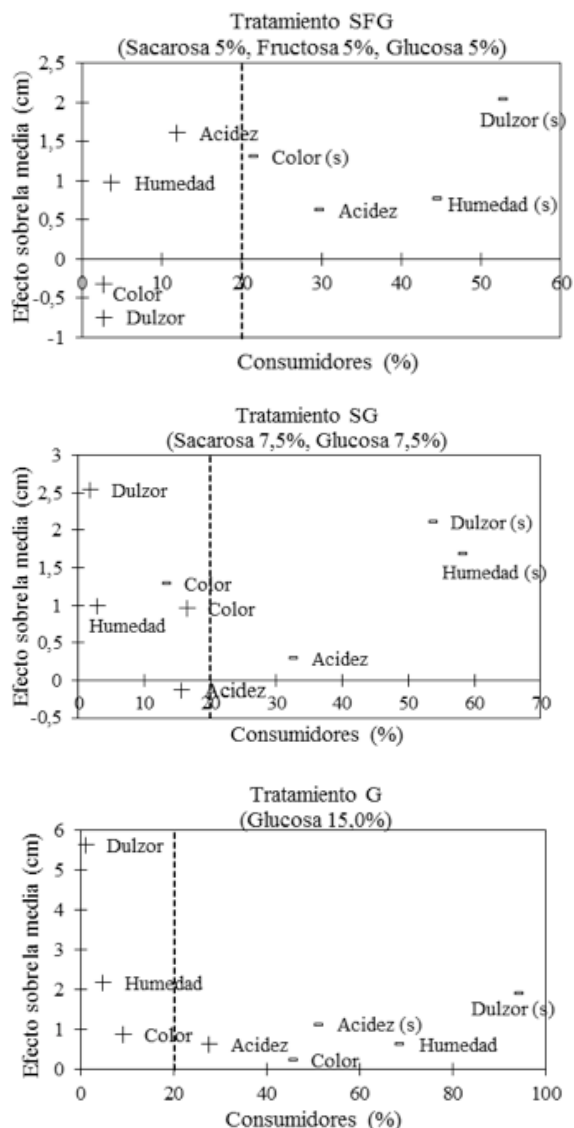 Tratamiento SFG
(Sacarosa 5%, Fructosa 5%, Glucosa 5%)
Efecto sobre la media (cm)
2,5
2
1,5
1
0,5
0
-0,5
-1
+ Acidez
- Color (s)
- Dulzor (s)
+ Humedad
- Acidez
- Humedad (s)
+ Color
+ Dulzor
0 10 20 30 40 50 60
Consumidores (%)
Tratamiento SG
(Sacarosa 7,5%, Glucosa 7,5%)
Efecto sobre la media (cm)
3
2,5
2
1,5
1
0,5
0
-0,5
+ Dulzor
- Dulzor (s)
- Humedad (s)
- Color
+ Color
+ Humedad
- Acidez
+ Acidez
0 10 20 30 40 50 60 70
Consumidores (%)
Tratamiento G
(Glucosa 15,0%)
Efecto sobre la media (cm)
6
5
4
3
2
1
0
+ Dulzor
+ Humedad
- Dulzor (s)
+ Color
- Acidez (s)
+ Acidez
- Humedad
- Color
0 20 40 60 80 100
Consumidores (%)